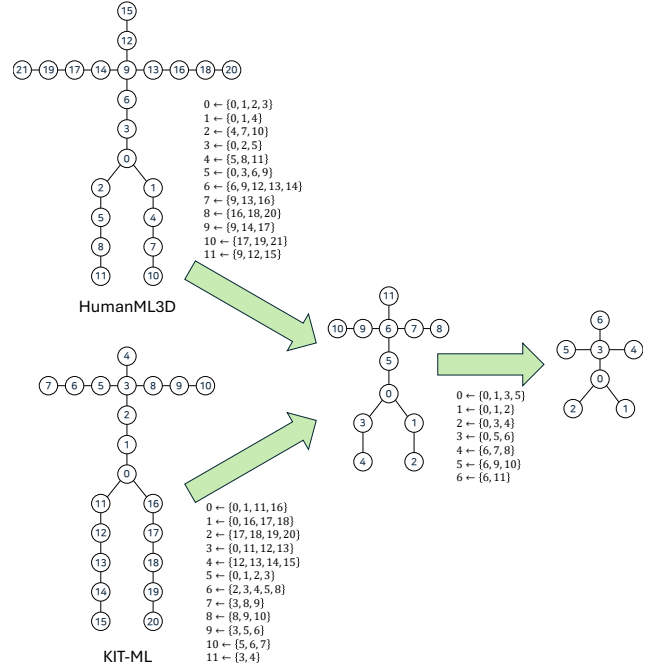 15
12
21 19 17 14 9 13 16 18 20
6
3
0
2 1
5 4
8 7
11 10
HumanML3D
0 ← {0, 1, 2, 3}
1 ← {0, 1, 4}
2 ← {4, 7, 10}
3 ← {0, 2, 5}
4 ← {5, 8, 11}
5 ← {0, 3, 6, 9}
6 ← {6, 9, 12, 13, 14}
7 ← {9, 13, 16}
8 ← {16, 18, 20}
9 ← {9, 14, 17}
10 ← {17, 19, 21}
11 ← {9, 12, 15}
4
7 6 5 3 8 9 10
2
1
0
11 16
12 17
13 18
14 19
15 20
KIT-ML
0 ← {0, 1, 11, 16}
1 ← {0, 16, 17, 18}
2 ← {17, 18, 19, 20}
3 ← {0, 11, 12, 13}
4 ← {12, 13, 14, 15}
5 ← {0, 1, 2, 3}
6 ← {2, 3, 4, 5, 8}
7 ← {3, 8, 9}
8 ← {8, 9, 10}
9 ← {3, 5, 6}
10 ← {5, 6, 7}
11 ← {3, 4}
11
10 9 6 7 8
5
0
3 1
4 2
0 ← {0, 1, 3, 5}
1 ← {0, 1, 2}
2 ← {0, 3, 4}
3 ← {0, 5, 6}
4 ← {6, 7, 8}
5 ← {6, 9, 10}
6 ← {6, 11}
6
5 3 4
0
2 1